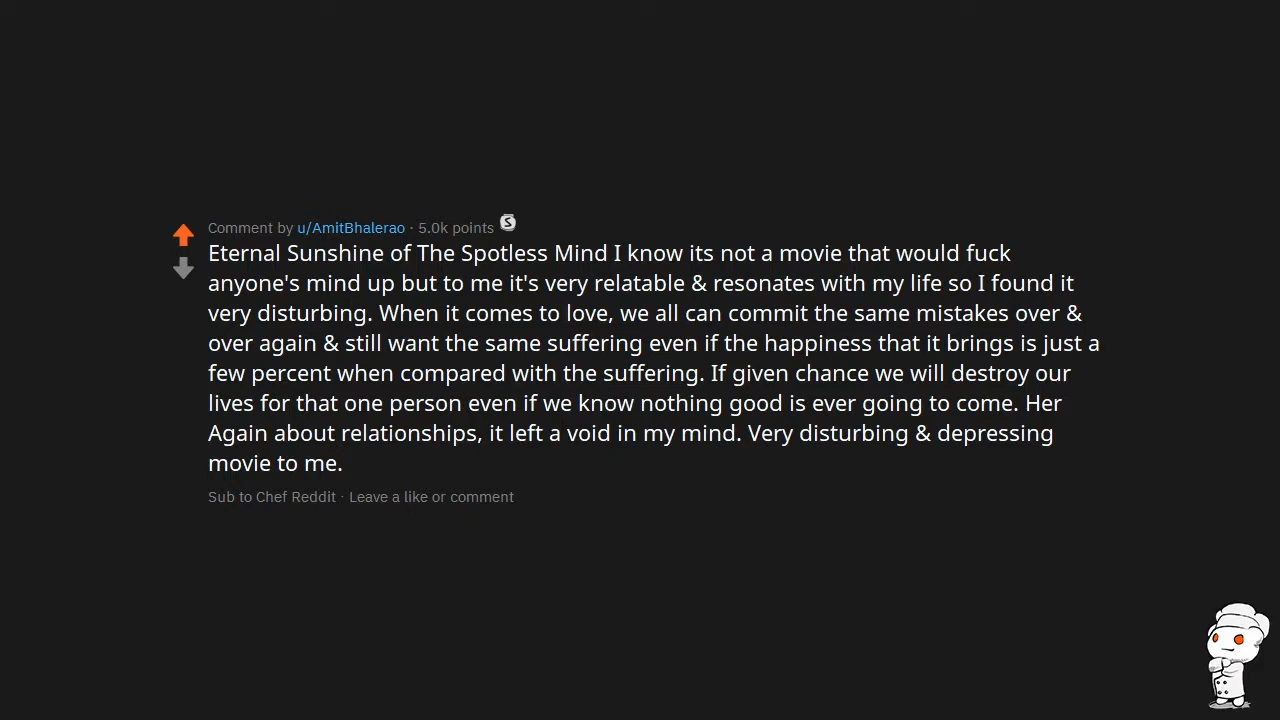 Comment by u/AmitBhalerao · 5.0k points S
Eternal Sunshine of The Spotless Mind I know its not a movie that would fuck
anyone's mind up but to me it's very relatable & resonates with my life so I found it
very disturbing. When it comes to love, we all can commit the same mistakes over &
over again & still want the same suffering even if the happiness that it brings is just a
few percent when compared with the suffering. If given chance we will destroy our
lives for that one person even if we know nothing good is ever going to come. Her
Again about relationships, it left a void in my mind. Very disturbing & depressing
movie to me.
Sub to Chef Reddit · Leave a like or comment